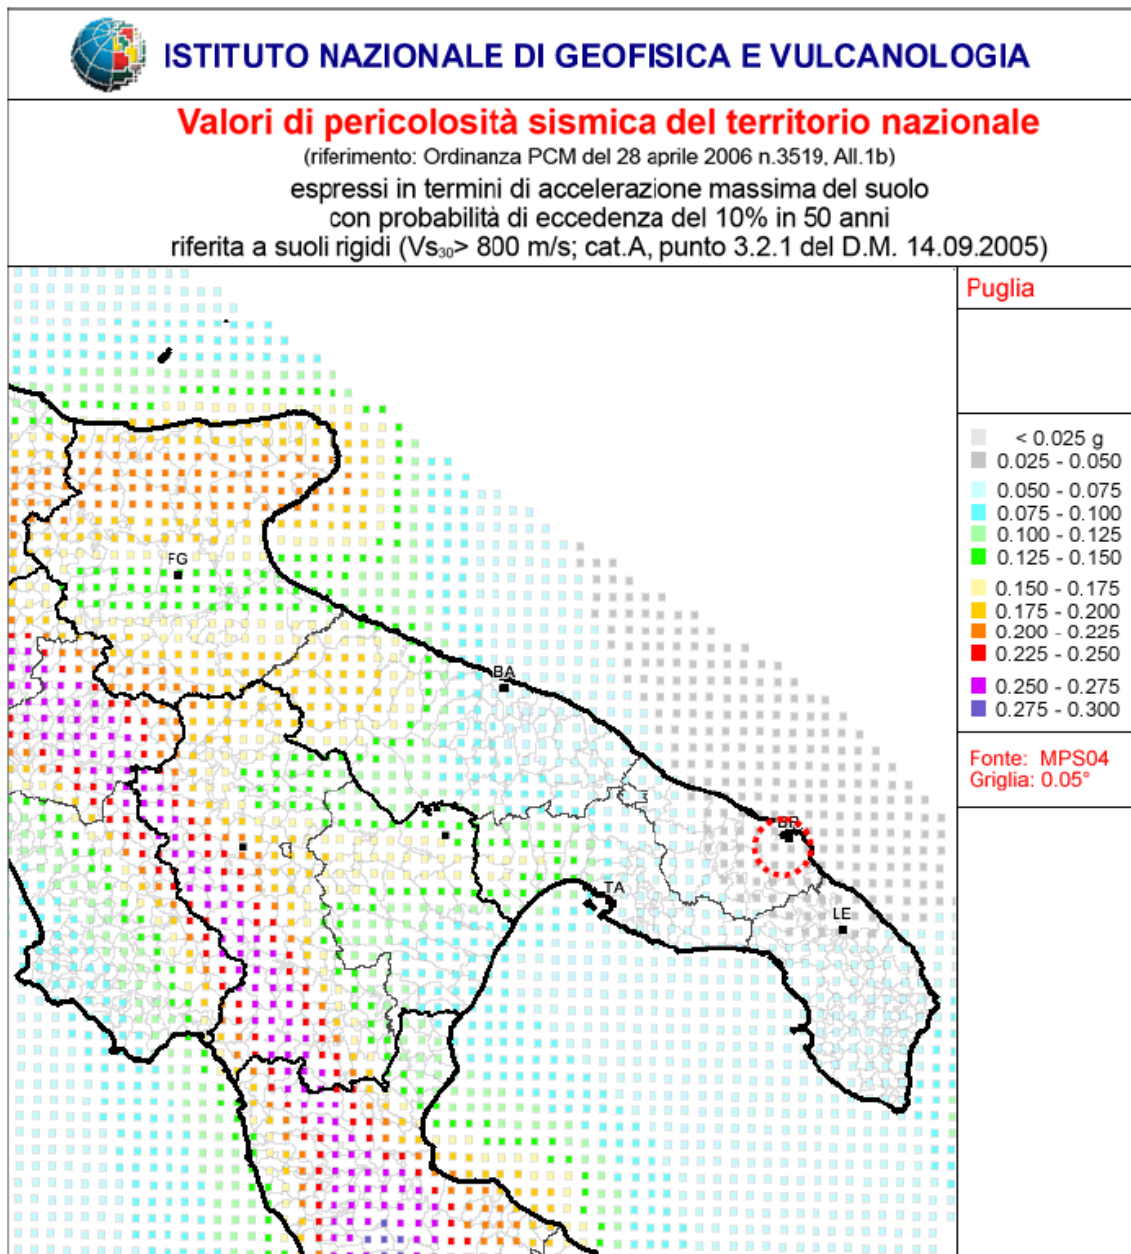 ISTITUTO NAZIONALE DI GEOFISICA E VULCANOLOGIA
Valori di pericolosità sismica del territorio nazionale
(riferimento: Ordinanza PCM del 28 aprile 2006 n.3519, All.1b)
espressi in termini di accelerazione massima del suolo
con probabilità di eccedenza del 10% in 50 anni
riferita a suoli rigidi (Vs30> 800 m/s; cat.A, punto 3.2.1 del D.M. 14.09.2005)
Puglia
< 0.025 g
0.025 - 0.050
0.050 - 0.075
0.075 - 0.100
0.100 - 0.125
0.125 - 0.150
0.150 - 0.175
0.175 - 0.200
0.200 - 0.225
0.225 - 0.250
0.250 - 0.275
0.275 - 0.300
Fonte: MPS04
Griglia: 0.05°
FG
BA
BR
TA
LE